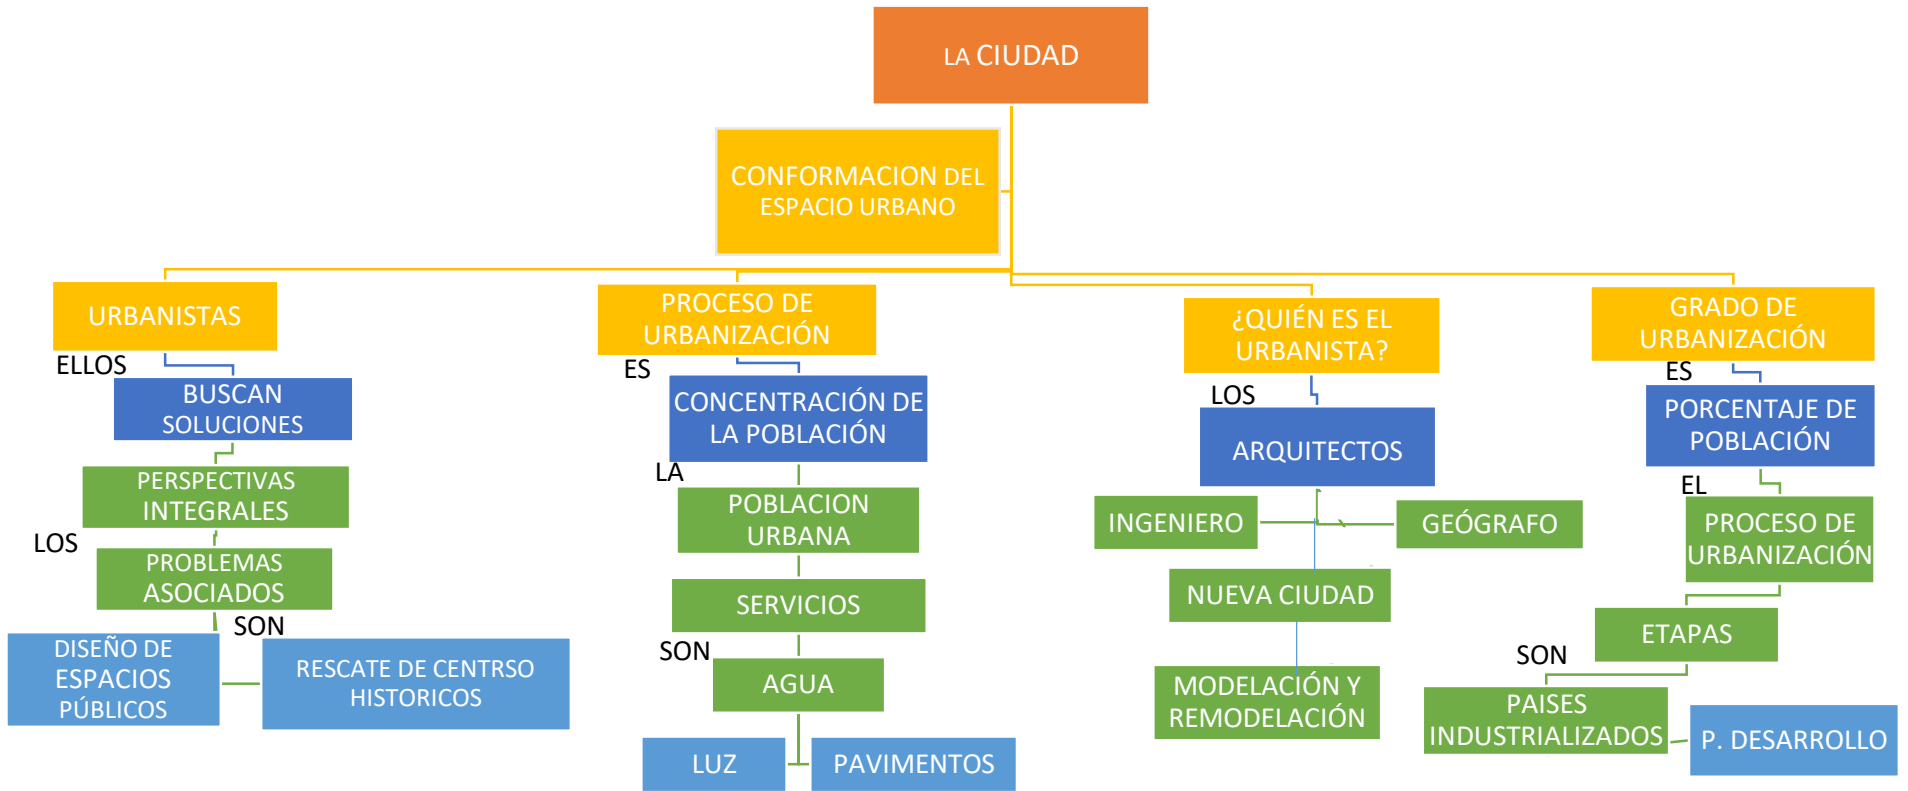 LA CIUDAD
CONFORMACION DEL
ESPACIO URBANO
URBANISTAS
ELLOS
BUSCAN
SOLUCIONES
PERSPECTIVAS
INTEGRALES
LOS
PROBLEMAS
ASOCIADOS
SON
DISEÑO DE
ESPACIOS
PÚBLICOS
RESCATE DE CENTRSO
HISTORICOS
PROCESO DE
URBANIZACIÓN
ES
CONCENTRACIÓN DE
LA POBLACIÓN
LA
POBLACION
URBANA
SERVICIOS
SON
AGUA
LUZ
PAVIMENTOS
¿QUIÉN ES EL
URBANISTA?
LOS
ARQUITECTOS
INGENIERO
GEÓGRAFO
NUEVA CIUDAD
MODELACIÓN Y
REMODELACIÓN
GRADO DE
URBANIZACIÓN
ES
PORCENTAJE DE
POBLACIÓN
EL
PROCESO DE
URBANIZACIÓN
ETAPAS
SON
PAISES
INDUSTRIALIZADOS
P. DESARROLLO